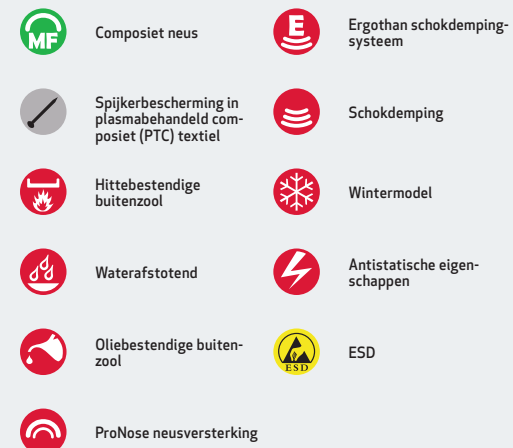 MF
Composiet neus
Spijkerbescherming in
plasmabehandeld com-
posiet (PTC) textiel
Hittebestendige
buitenzool
Waterafstotend
Oliebestendige buiten-
zool
ProNose neusversterking
E
Ergothan schokdemping-
systeem
Schokdemping
Wintermodel
Antistatische eigen-
schappen
ESD
ESD